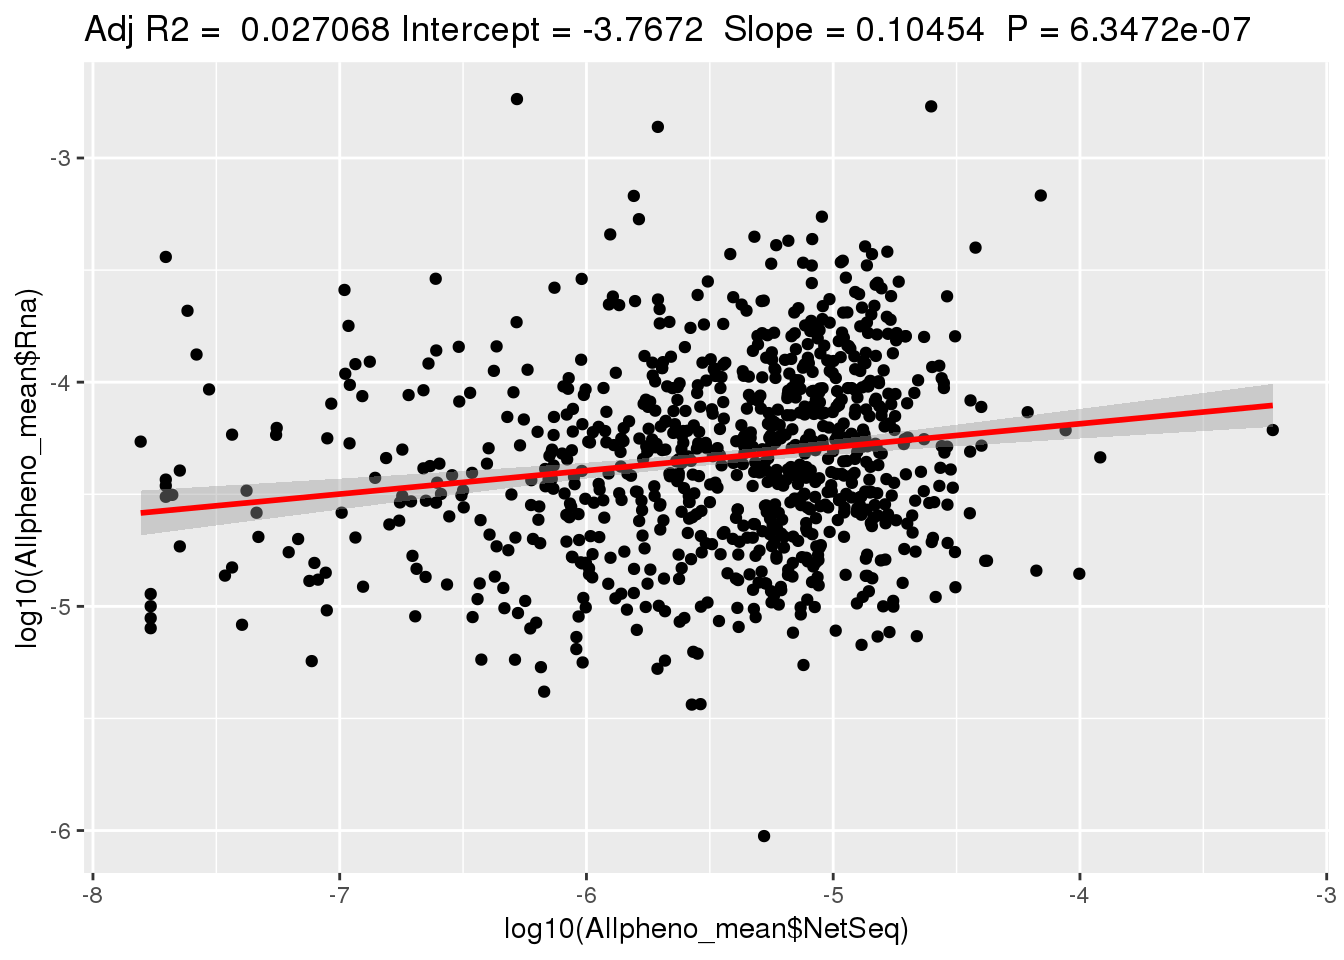 Adj R2 =  0.027068 Intercept = -3.7672  Slope = 0.10454  P = 6.3472e-07
log10(Allpheno_mean$Rna)
-3
-4
-5
-6
-8 -7 -6 -5 -4 -3
log10(Allpheno_mean$NetSeq)